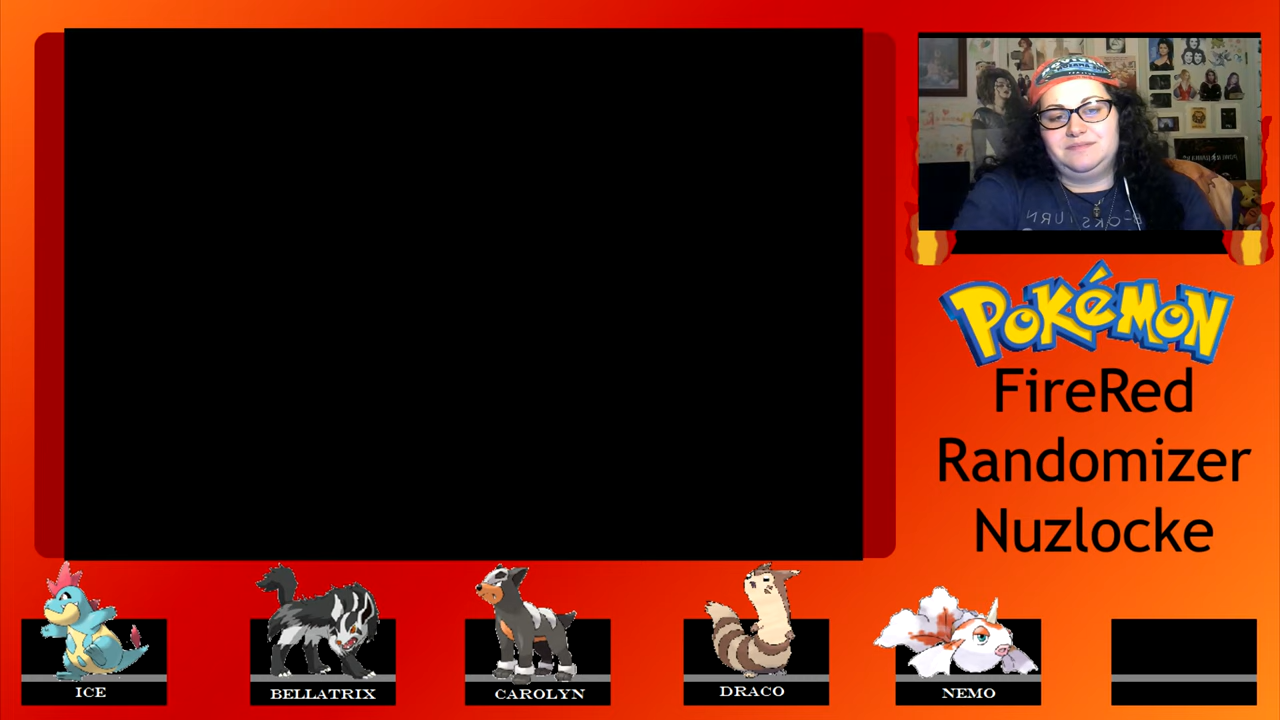 POKéMON
FireRed
Randomizer
Nuzlocke
ICE
BELLATRIX
CAROLYN
DRACO
NEMO